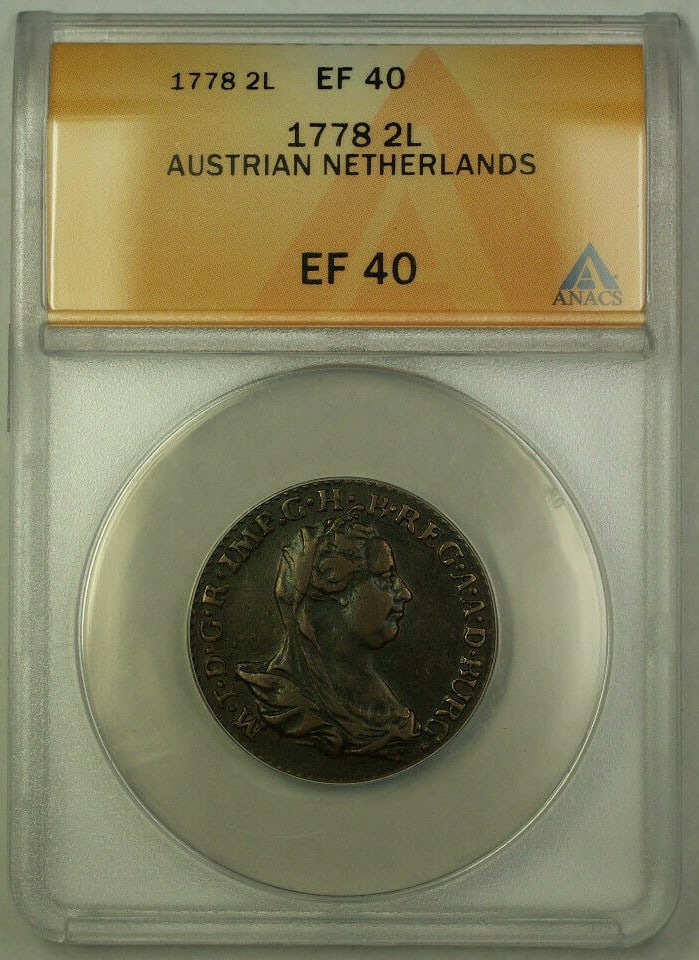 1778 2L EF 40
1778 2L
AUSTRIAN NETHERLANDS
EF 40
ANACS
M·T·D·G·R·IMP.G·H·B·REG·A·A·D·BURG·